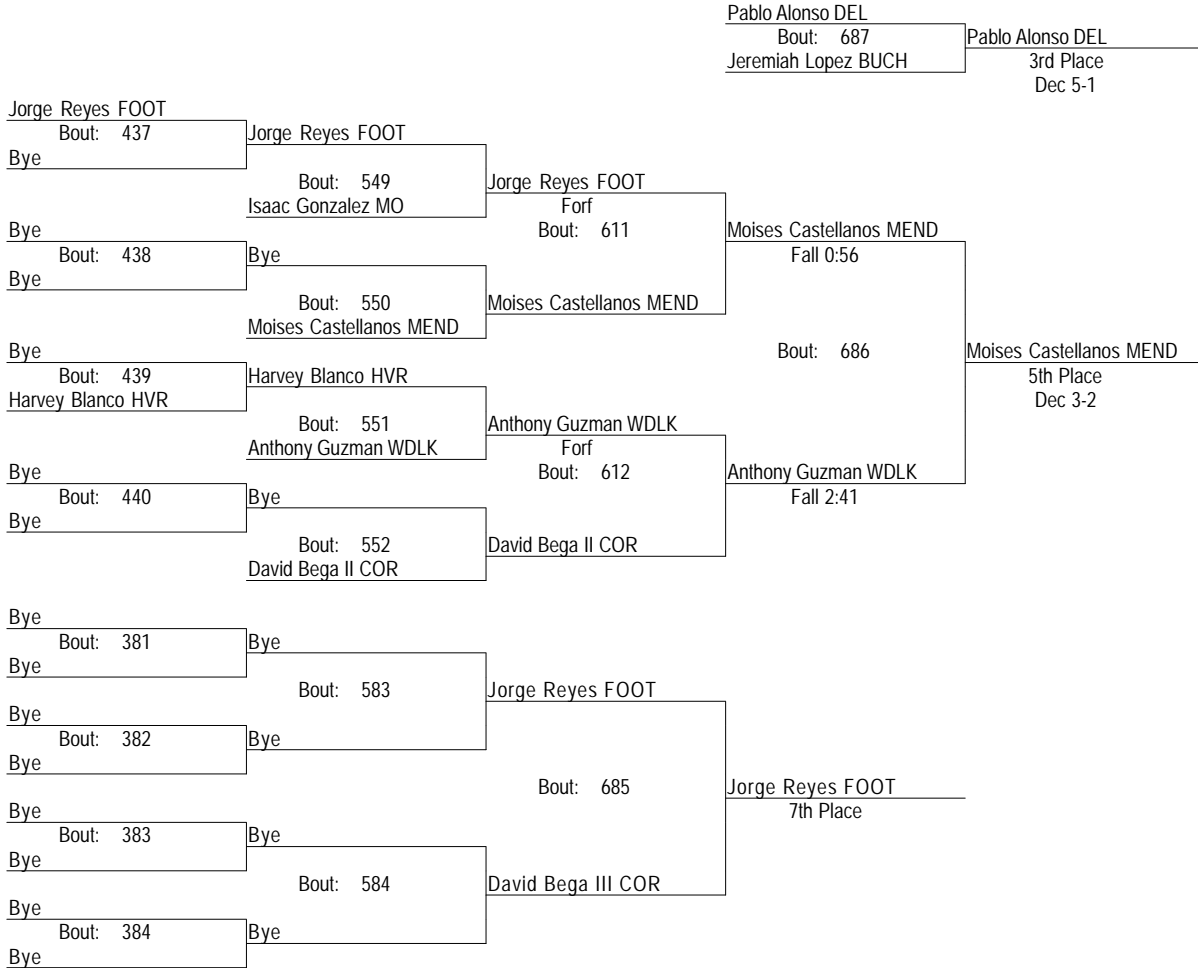 Pablo Alonso DEL
Bout: 687
Pablo Alonso DEL
Jeremiah Lopez BUCH
3rd Place
Dec 5-1
Jorge Reyes FOOT
Bout: 437
Jorge Reyes FOOT
Bye
Bout: 549
Jorge Reyes FOOT
Isaac Gonzalez MO
Forf
Bye
Bout: 611
Moises Castellanos MEND
Bout: 438
Bye
Fall 0:56
Bye
Bout: 550
Moises Castellanos MEND
Moises Castellanos MEND
Bye
Bout: 686
Moises Castellanos MEND
Bout: 439
Harvey Blanco HVR
5th Place
Harvey Blanco HVR
Dec 3-2
Bout: 551
Anthony Guzman WDLK
Anthony Guzman WDLK
Forf
Bye
Bout: 612
Anthony Guzman WDLK
Bout: 440
Bye
Fall 2:41
Bye
Bout: 552
David Bega II COR
David Bega II COR
Bye
Bout: 381
Bye
Bye
Bout: 583
Jorge Reyes FOOT
Bye
Bout: 382
Bye
Bye
Bout: 685
Jorge Reyes FOOT
Bye
7th Place
Bout: 383
Bye
Bye
Bout: 584
David Bega III COR
Bye
Bout: 384
Bye
Bye